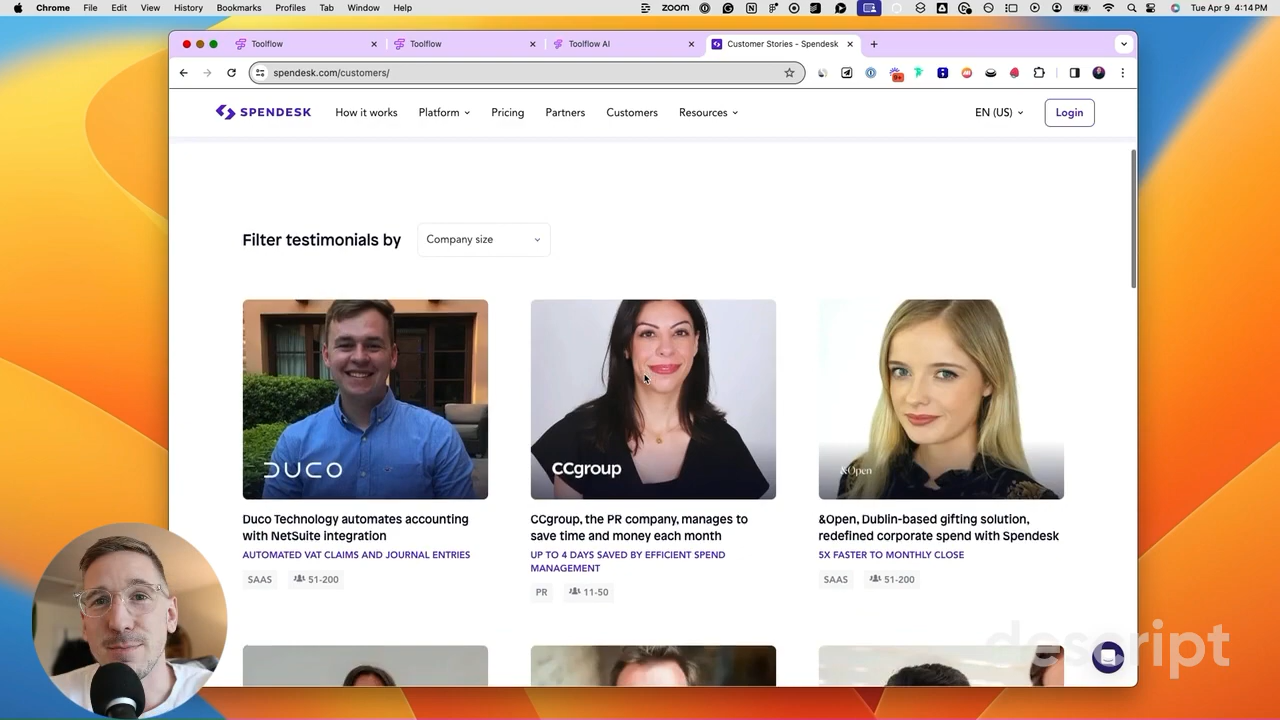 Chrome File Edit View History Bookmarks Profiles Tab Window Help zoom Tue Apr 9 4:14 PM
Toolflow Toolflow Toolflow AI Customer Stories - Spendesk
spendesk.com/customers/
9+
SPENDESK How it works Platform Pricing Partners Customers Resources EN (US) Login
Filter testimonials by Company size
DUCO
CCgroup
&Open
Duco Technology automates accounting
with NetSuite integration
AUTOMATED VAT CLAIMS AND JOURNAL ENTRIES
SAAS 51-200
CCgroup, the PR company, manages to
save time and money each month
UP TO 4 DAYS SAVED BY EFFICIENT SPEND
MANAGEMENT
PR 11-50
&Open, Dublin-based gifting solution,
redefined corporate spend with Spendesk
5X FASTER TO MONTHLY CLOSE
SAAS 51-200
descript